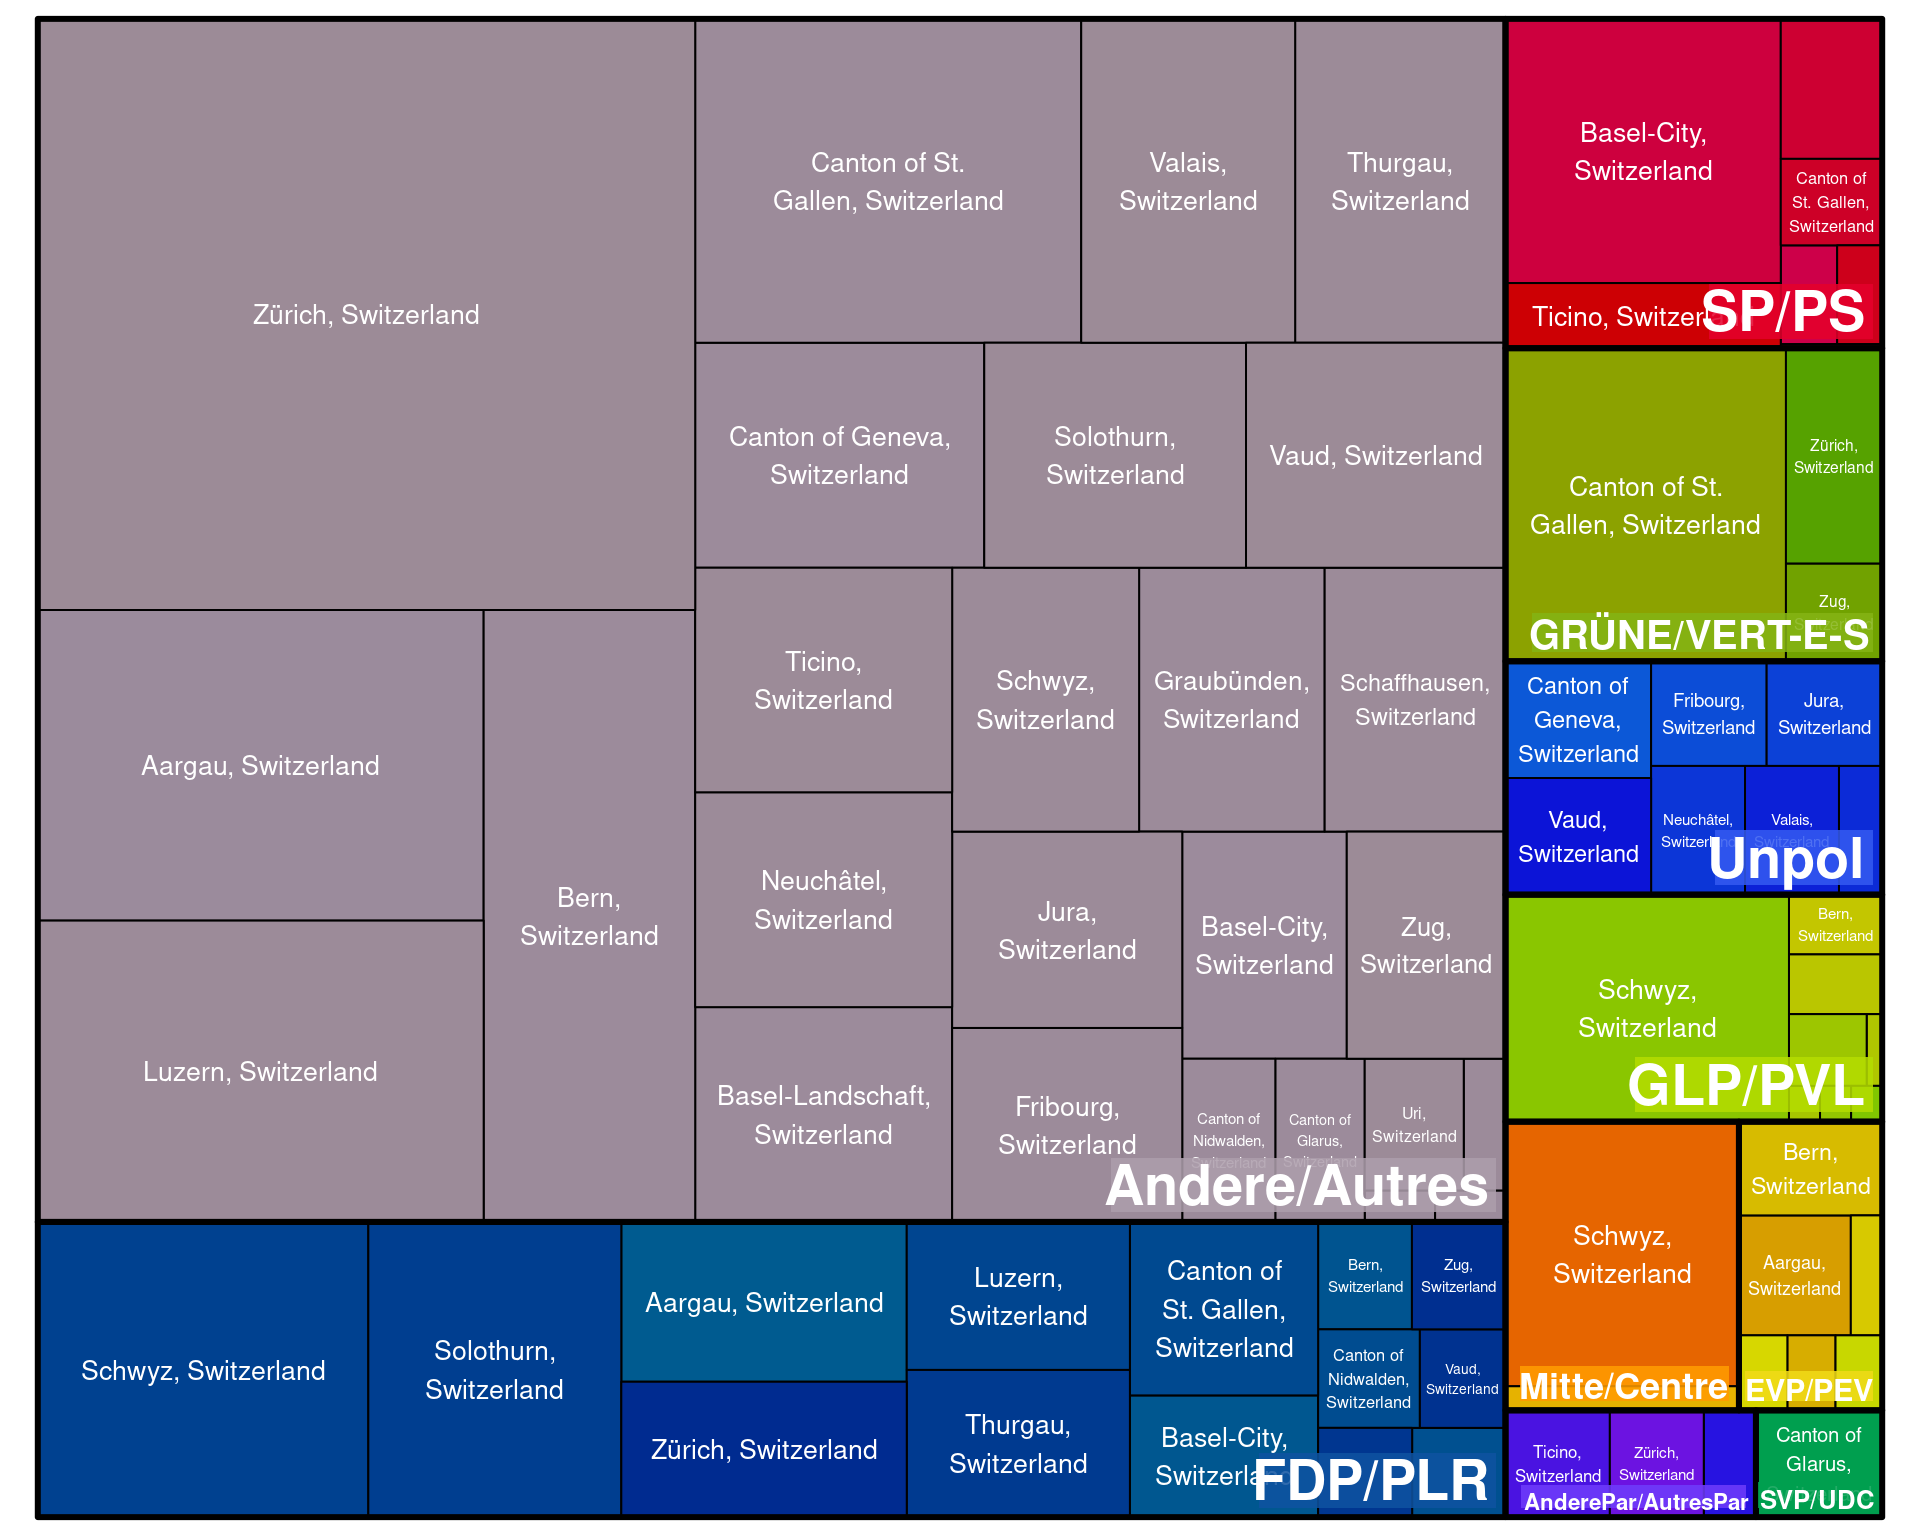 Zürich, Switzerland
Canton of St.
Gallen, Switzerland
Valais,
Switzerland
Thurgau,
Switzerland
Canton of Geneva,
Switzerland
Solothurn,
Switzerland
Vaud, Switzerland
Aargau, Switzerland
Luzern, Switzerland
Bern,
Switzerland
Ticino,
Switzerland
Neuchâtel,
Switzerland
Basel-Landschaft,
Switzerland
Schwyz,
Switzerland
Graubünden,
Switzerland
Schaffhausen,
Switzerland
Jura,
Switzerland
Fribourg,
Switzerland
Basel-City,
Switzerland
Zug,
Switzerland
Canton of
Nidwalden,
Switzerland
Canton of
Glarus,
Switzerland
Uri,
Switzerland
Andere/Autres
Schwyz, Switzerland
Solothurn,
Switzerland
Aargau, Switzerland
Zürich, Switzerland
Luzern,
Switzerland
Thurgau,
Switzerland
Canton of
St. Gallen,
Switzerland
Basel-City,
Switzerland
Bern,
Switzerland
Zug,
Switzerland
Canton of
Nidwalden,
Switzerland
Vaud,
Switzerland
FDP/PLR
Basel-City,
Switzerland
Canton of
St. Gallen,
Switzerland
Ticino, Switzerland
SP/PS
Canton of St.
Gallen, Switzerland
Zürich,
Switzerland
Zug,
Switzerland
GRÜNE/VERT-E-S
Canton of
Geneva,
Switzerland
Fribourg,
Switzerland
Jura,
Switzerland
Vaud,
Switzerland
Neuchâtel,
Switzerland
Valais,
Switzerland
Unpol
Schwyz,
Switzerland
Bern,
Switzerland
GLP/PVL
Schwyz,
Switzerland
Mitte/Centre
Bern,
Switzerland
Aargau,
Switzerland
EVP/PEV
Ticino,
Switzerland
Zürich,
Switzerland
AnderePar/AutresPar
Canton of
Glarus,
SVP/UDC